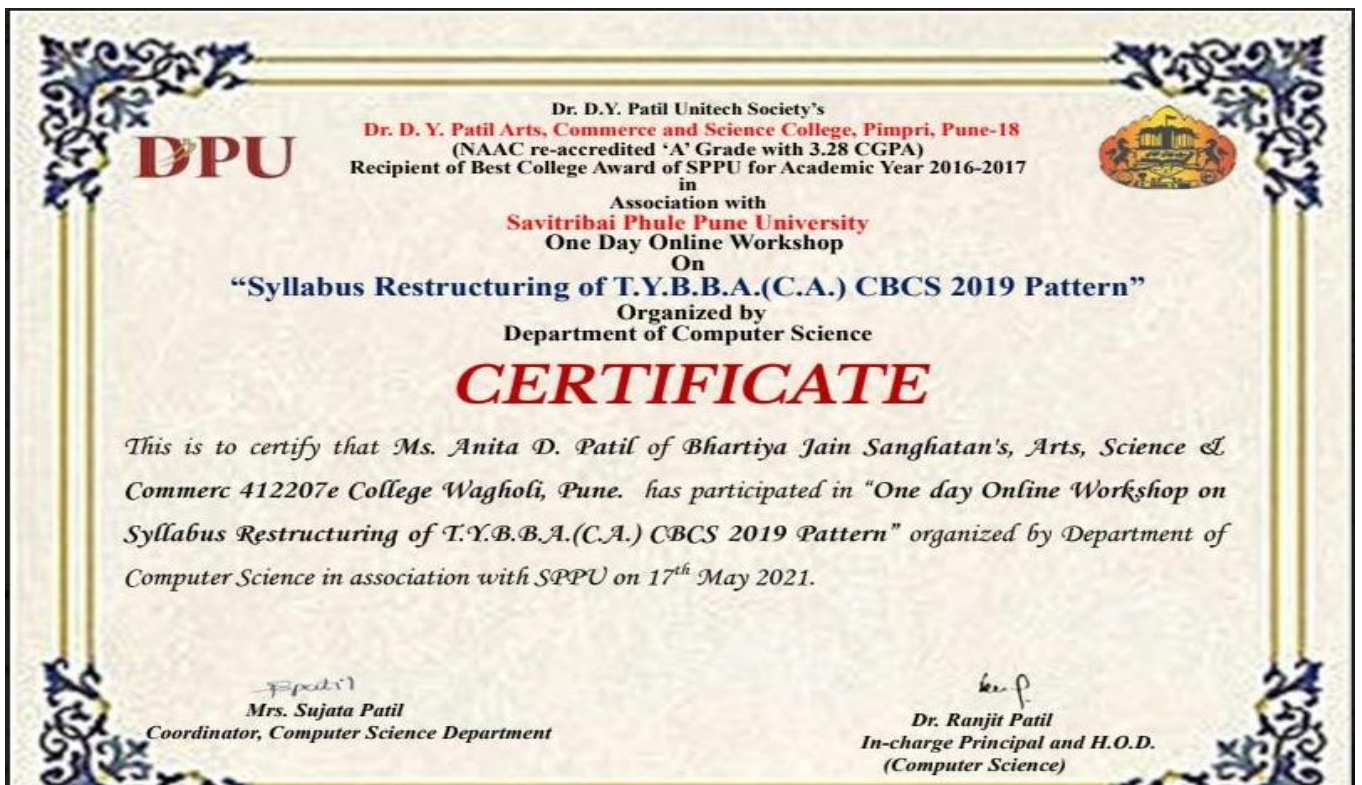 Dr. D.Y. Patil Unitech Society's
DPU
Dr. D. Y. Patil Arts, Commerce and Science College, Pimpri, Pune-18
(NAAC re-accredited ‘A’ Grade with 3.28 CGPA)
Recipient of Best College Award of SPPU for Academic Year 2016-2017
in
Association with
Savitribai Phule Pune University
One Day Online Workshop
On
“Syllabus Restructuring of T.Y.B.B.A.(C.A.) CBCS 2019 Pattern”
Organized by
Department of Computer Science
CERTIFICATE
This is to certify that Ms. Anita D. Patil of Bhartiya Jain Sanghatan's, Arts, Science &
Commerc 412207e College Wagholi, Pune. has participated in “One day Online Workshop on
Syllabus Restructuring of T.Y.B.B.A.(C.A.) CBCS 2019 Pattern” organized by Department of
Computer Science in association with SPPU on 17th May 2021.
Mrs. Sujata Patil
Coordinator, Computer Science Department
Dr. Ranjit Patil
In-charge Principal and H.O.D.
(Computer Science)